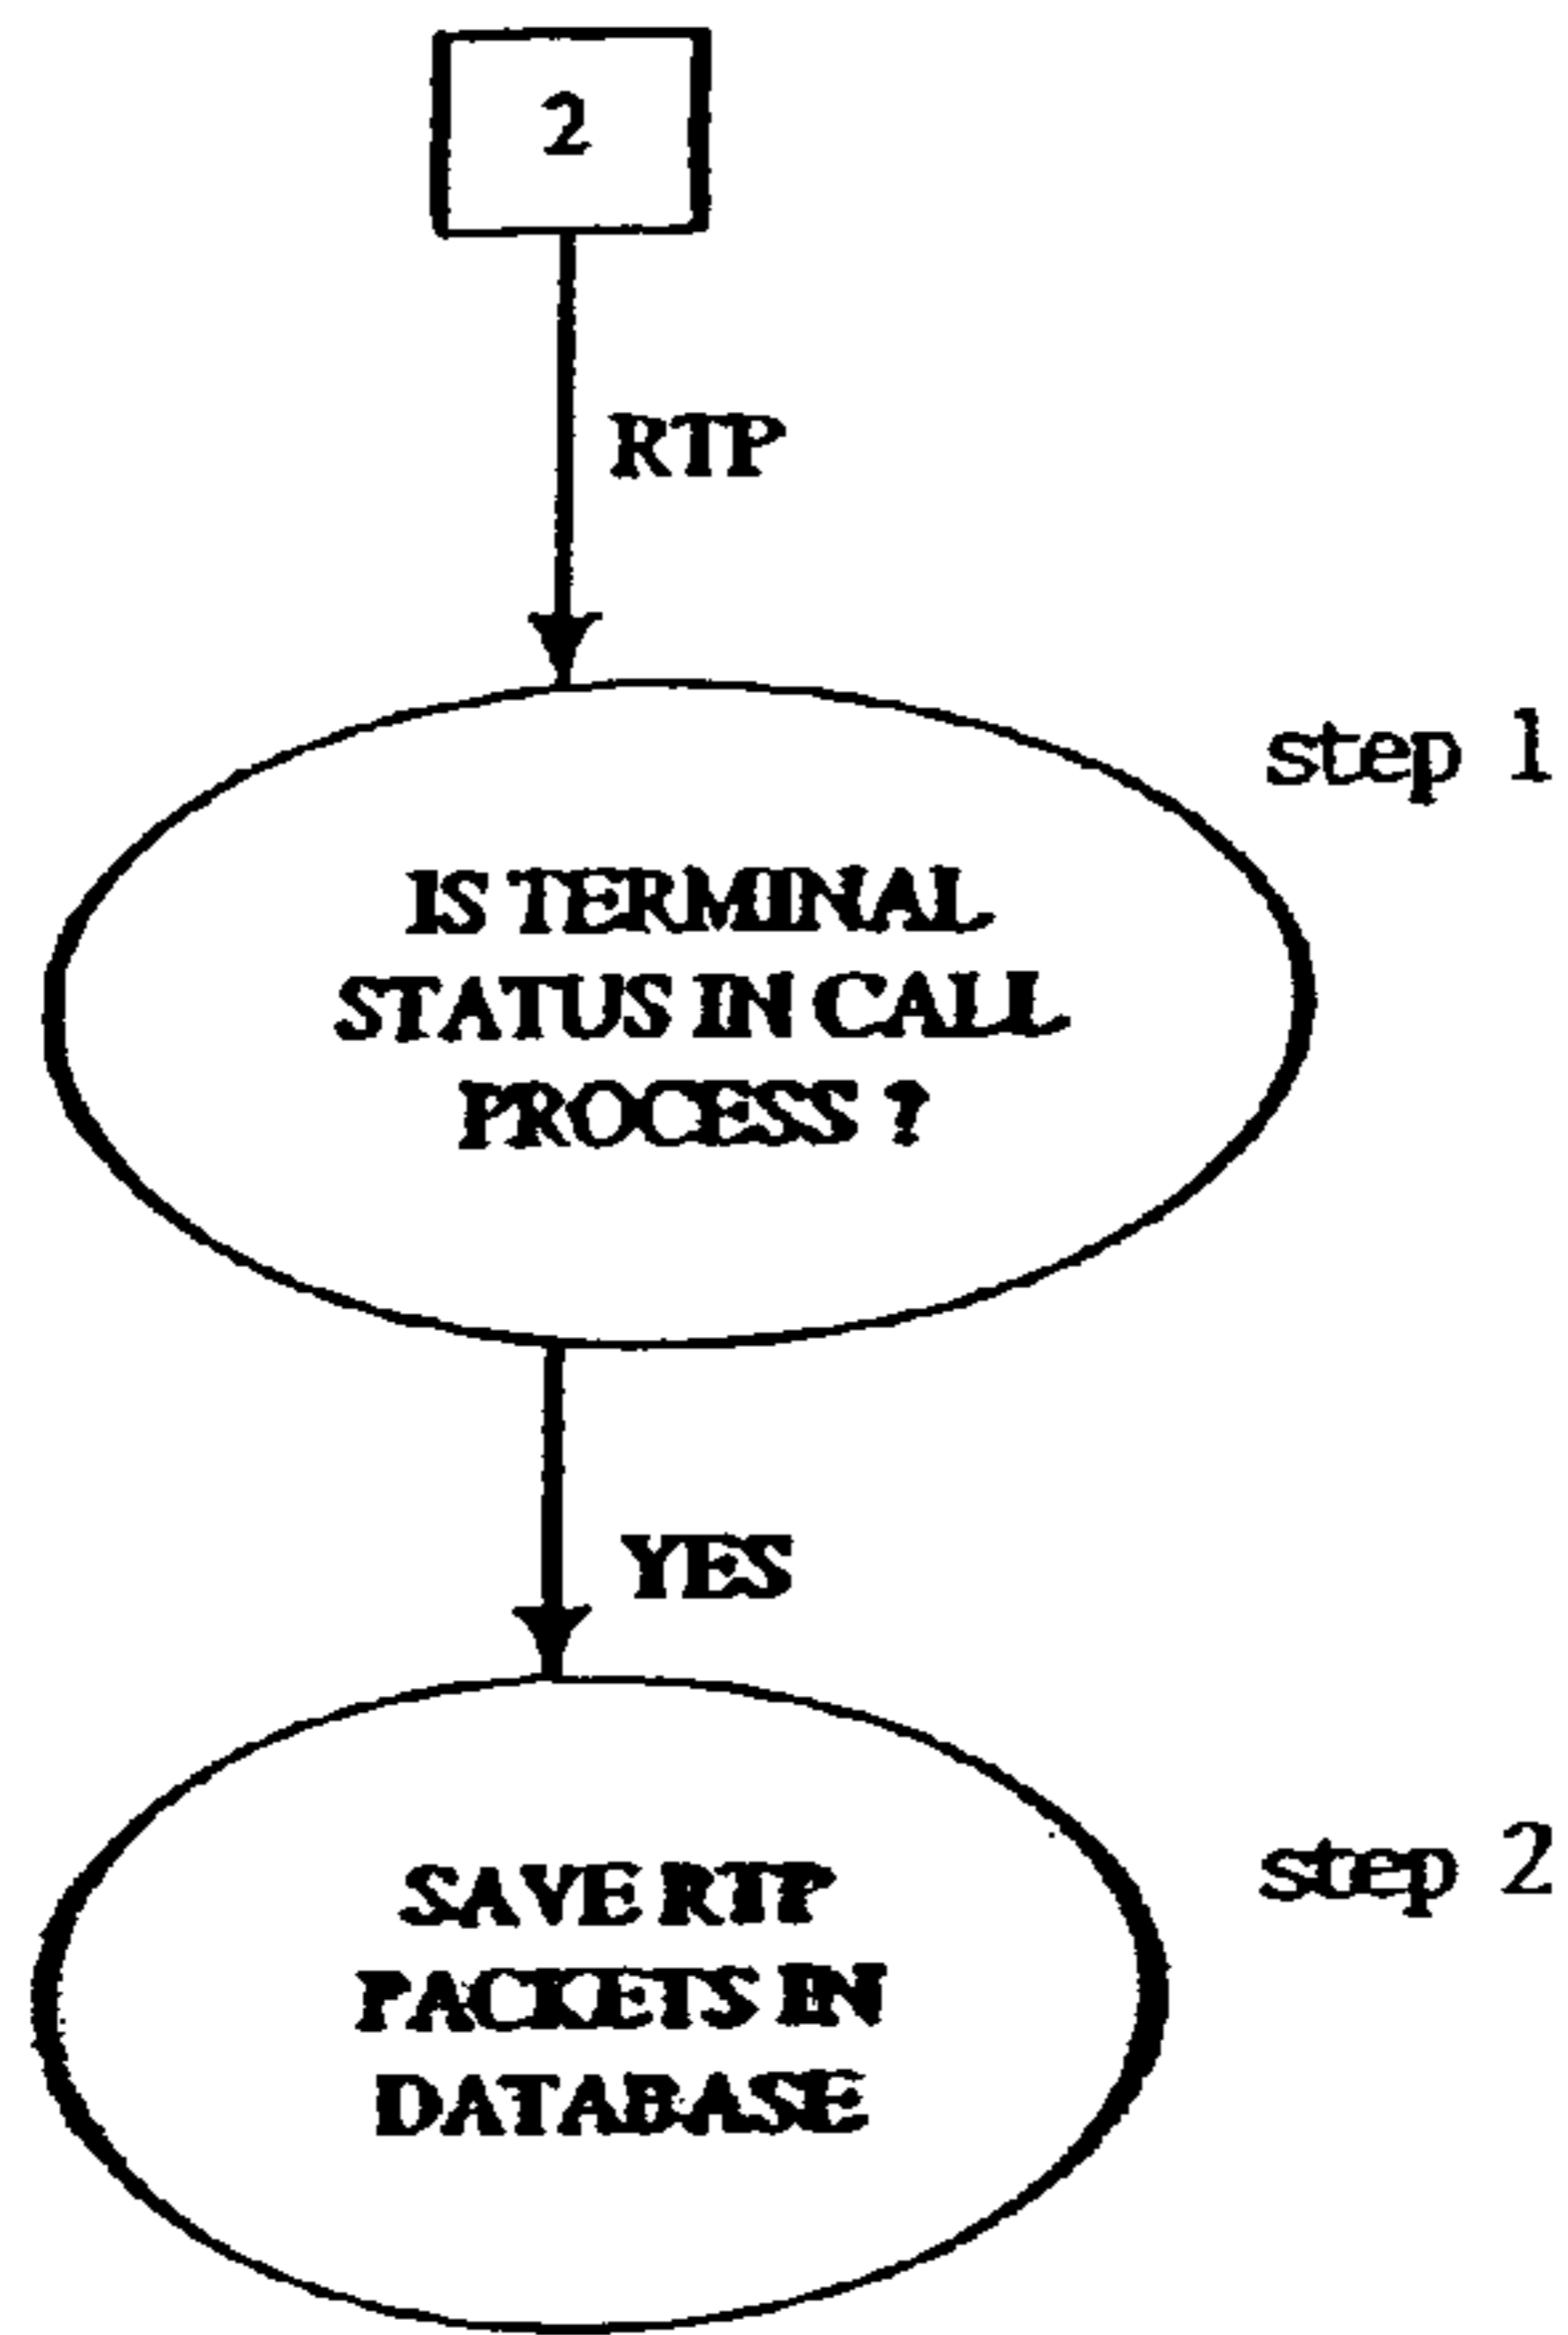 2
RTP
step 1
IS TERMINAL
STATUS IN CALL
PROCESS ?
YES
step 2
SAVE RTP
PACKETS IN
DATABASE